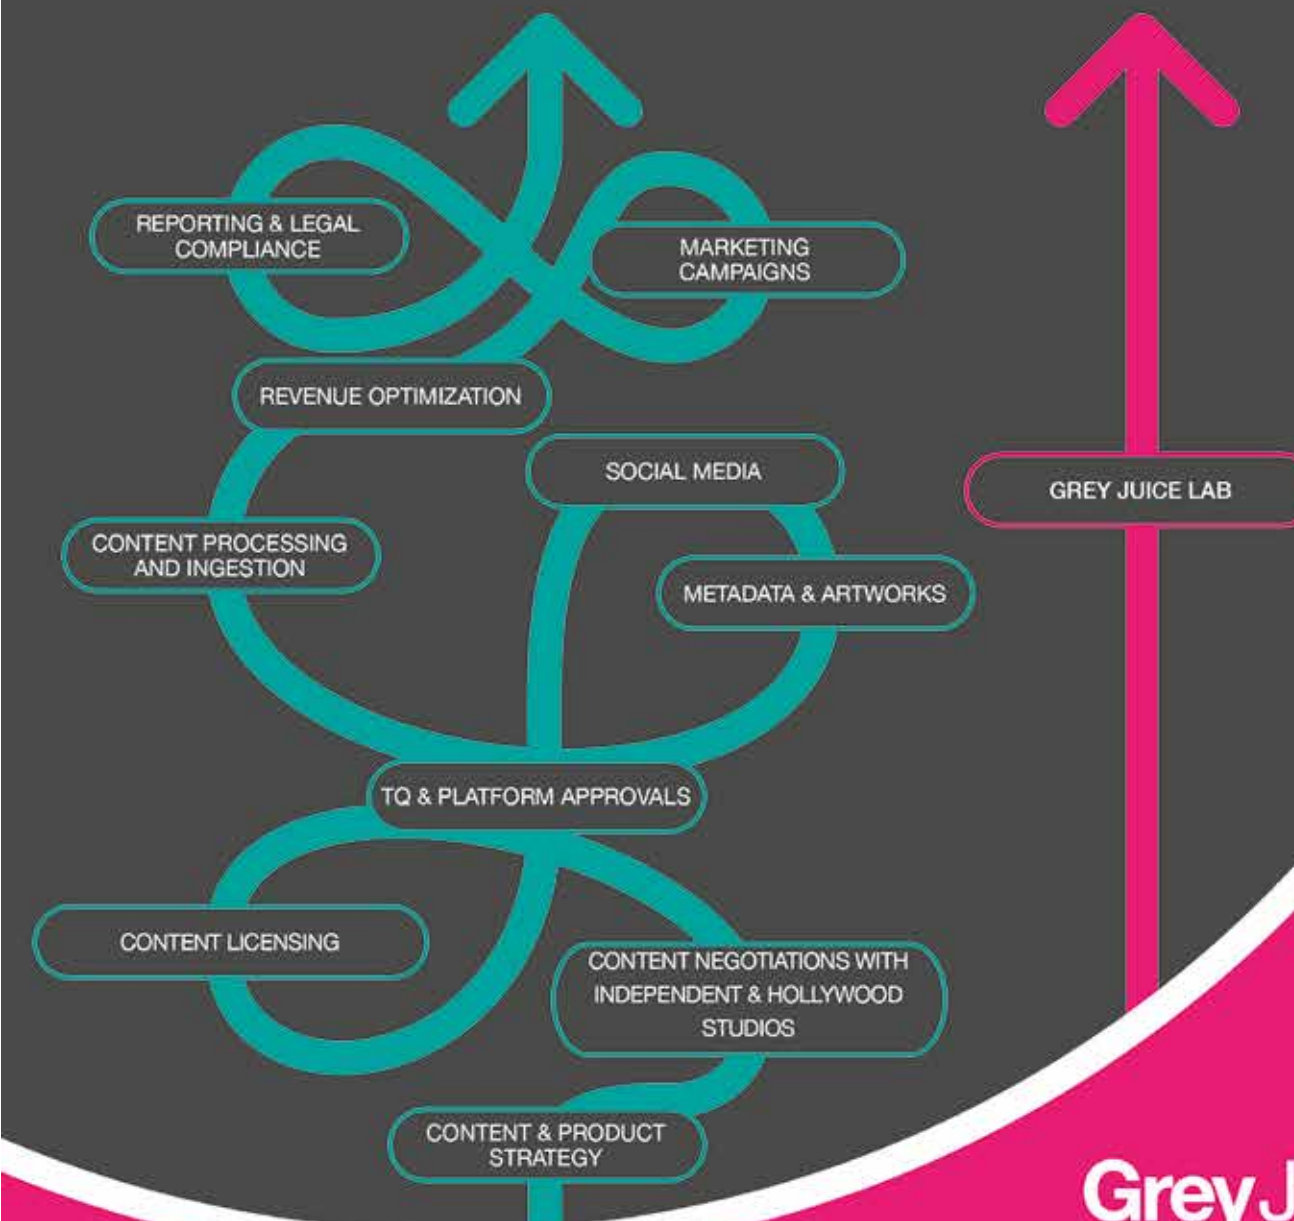 REPORTING & LEGAL
COMPLIANCE
MARKETING
CAMPAIGNS
REVENUE OPTIMIZATION
SOCIAL MEDIA
GREY JUICE LAB
CONTENT PROCESSING
AND INGESTION
METADATA & ARTWORKS
TQ & PLATFORM APPROVALS
CONTENT LICENSING
CONTENT NEGOTIATIONS WITH
INDEPENDENT & HOLLYWOOD
STUDIOS
CONTENT & PRODUCT
STRATEGY
Grey J